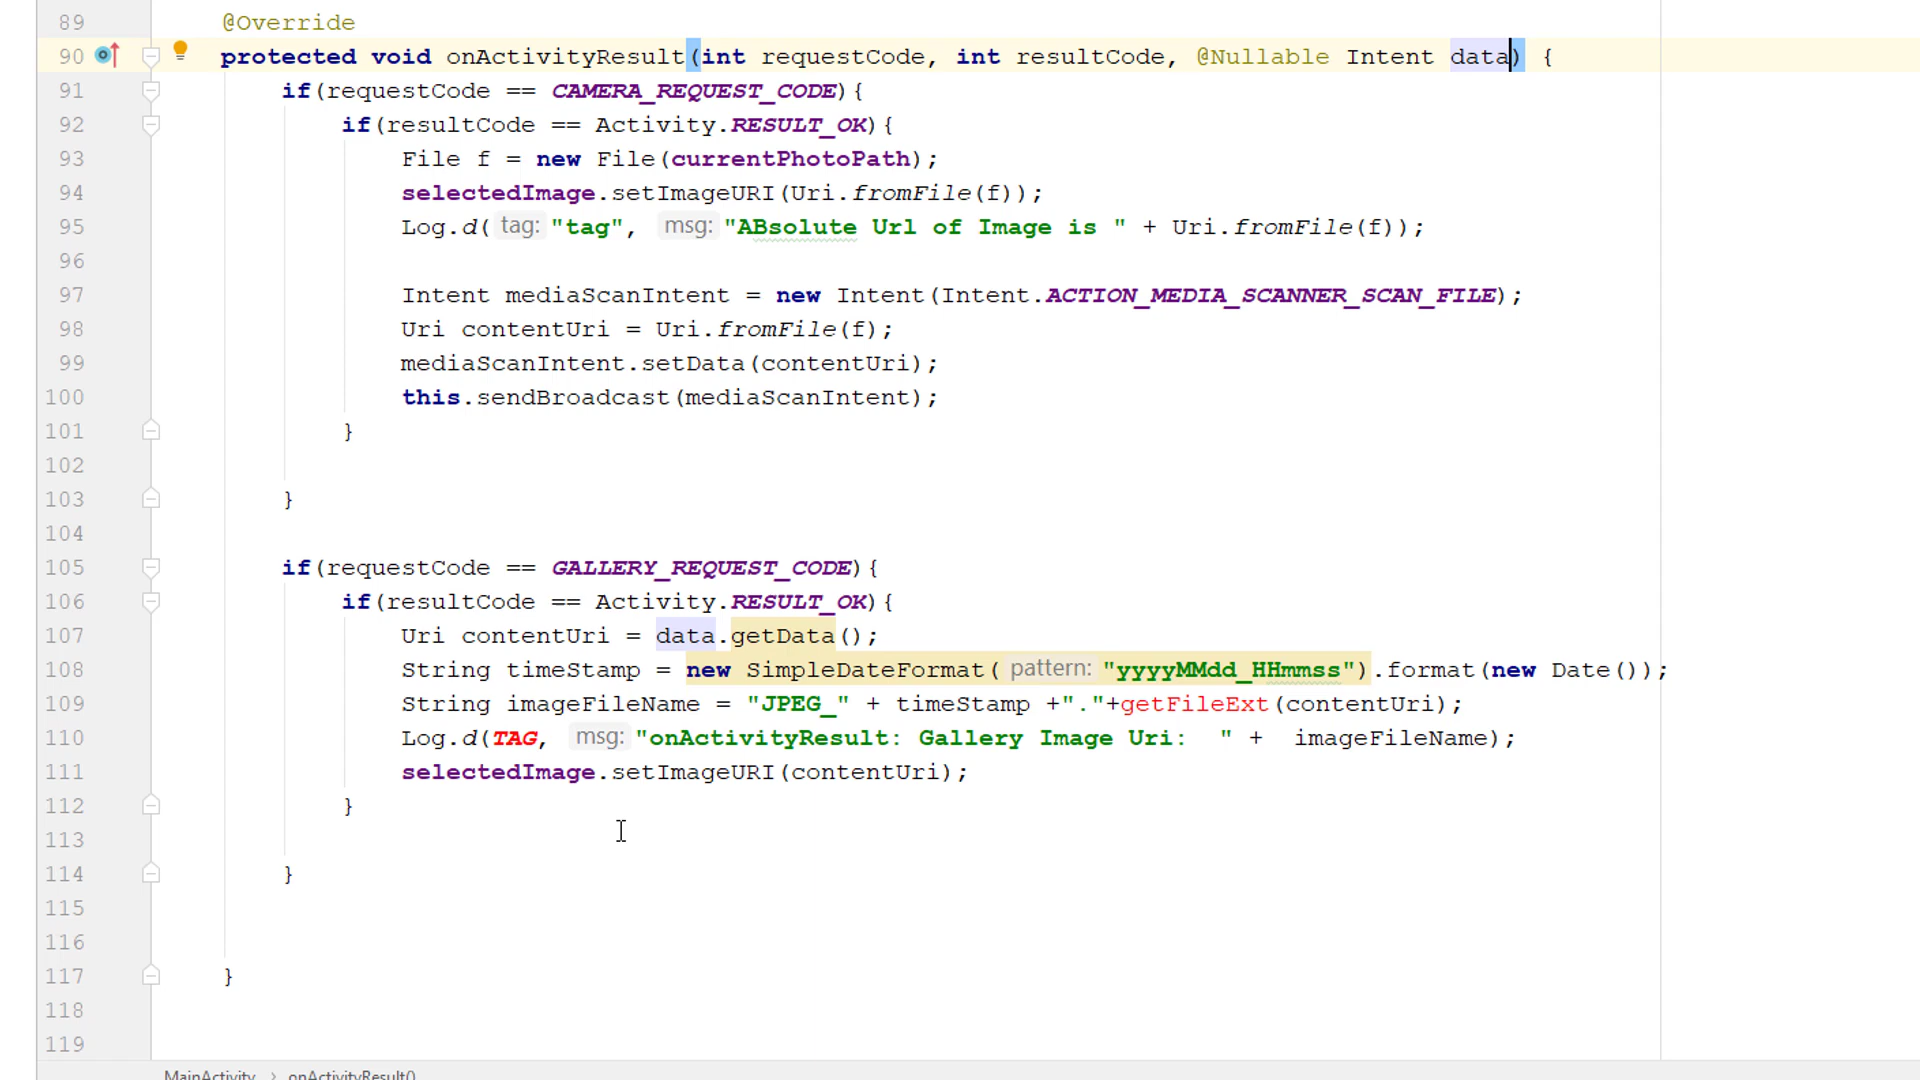 89 @Override
90 protected void onActivityResult(int requestCode, int resultCode, @Nullable Intent data) {
91 if(requestCode == CAMERA_REQUEST_CODE){
92 if(resultCode == Activity.RESULT_OK){
93 File f = new File(currentPhotoPath);
94 selectedImage.setImageURI(Uri.fromFile(f));
95 Log.d( tag: "tag", msg: "ABsolute Url of Image is " + Uri.fromFile(f));
96
97 Intent mediaScanIntent = new Intent(Intent.ACTION_MEDIA_SCANNER_SCAN_FILE);
98 Uri contentUri = Uri.fromFile(f);
99 mediaScanIntent.setData(contentUri);
100 this.sendBroadcast(mediaScanIntent);
101 }
102
103 }
104
105 if(requestCode == GALLERY_REQUEST_CODE){
106 if(resultCode == Activity.RESULT_OK){
107 Uri contentUri = data.getData();
108 String timeStamp = new SimpleDateFormat( pattern: "yyyyMMdd_HHmmss").format(new Date());
109 String imageFileName = "JPEG_" + timeStamp +"."+getFileExt(contentUri);
110 Log.d(TAG, msg: "onActivityResult: Gallery Image Uri:  " +  imageFileName);
111 selectedImage.setImageURI(contentUri);
112 }
113
114 }
115
116
117 }
118
119
MainActivity > onActivityResult()